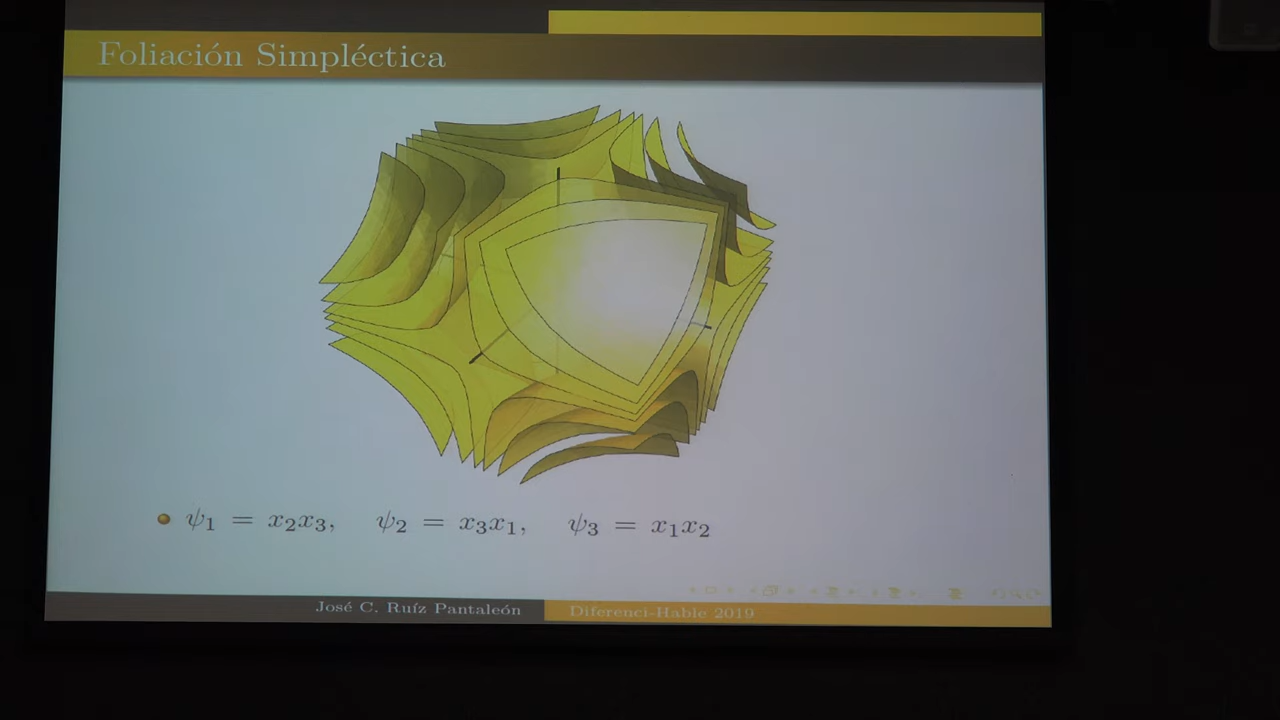 Foliación Simpléctica
ψ₁ = x₂x₃, ψ₂ = x₃x₁, ψ₃ = x₁x₂
José C. Ruíz Pantaleón Diferenci-Hable 2019